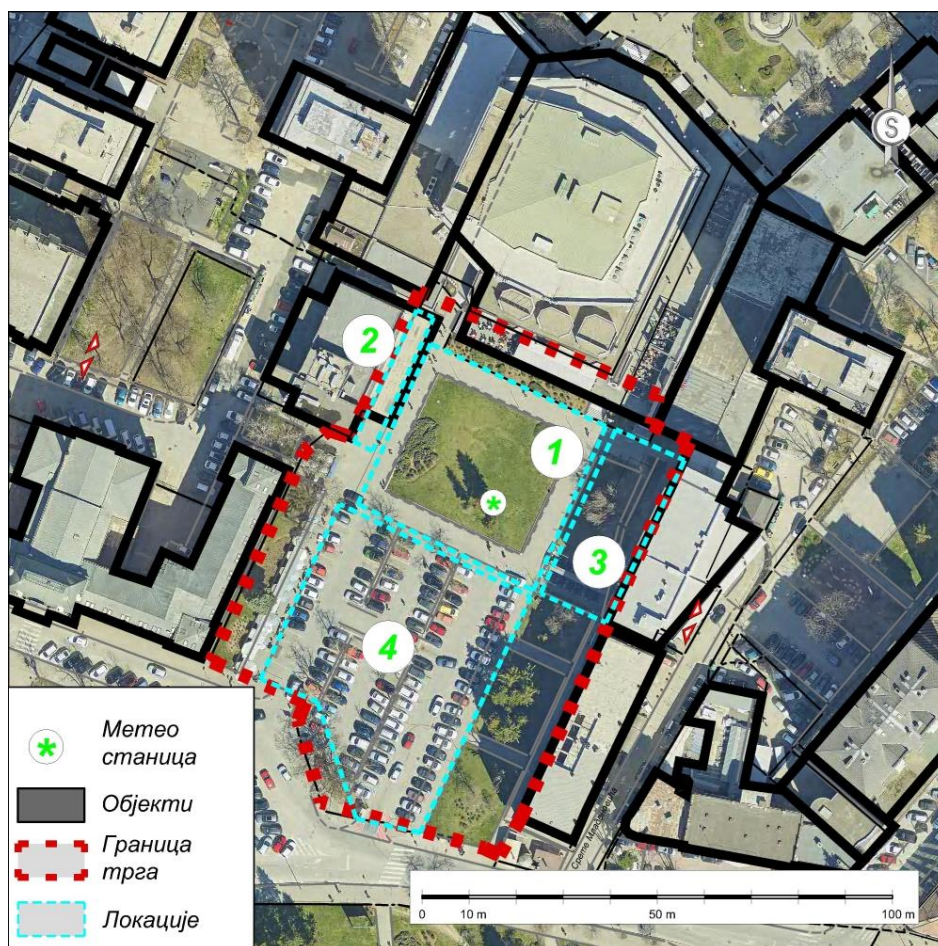 S
2
1
*
3
4
* Метео
станица
Објекти
Граница
трга
Локације
0 10 m 50 m 100 m